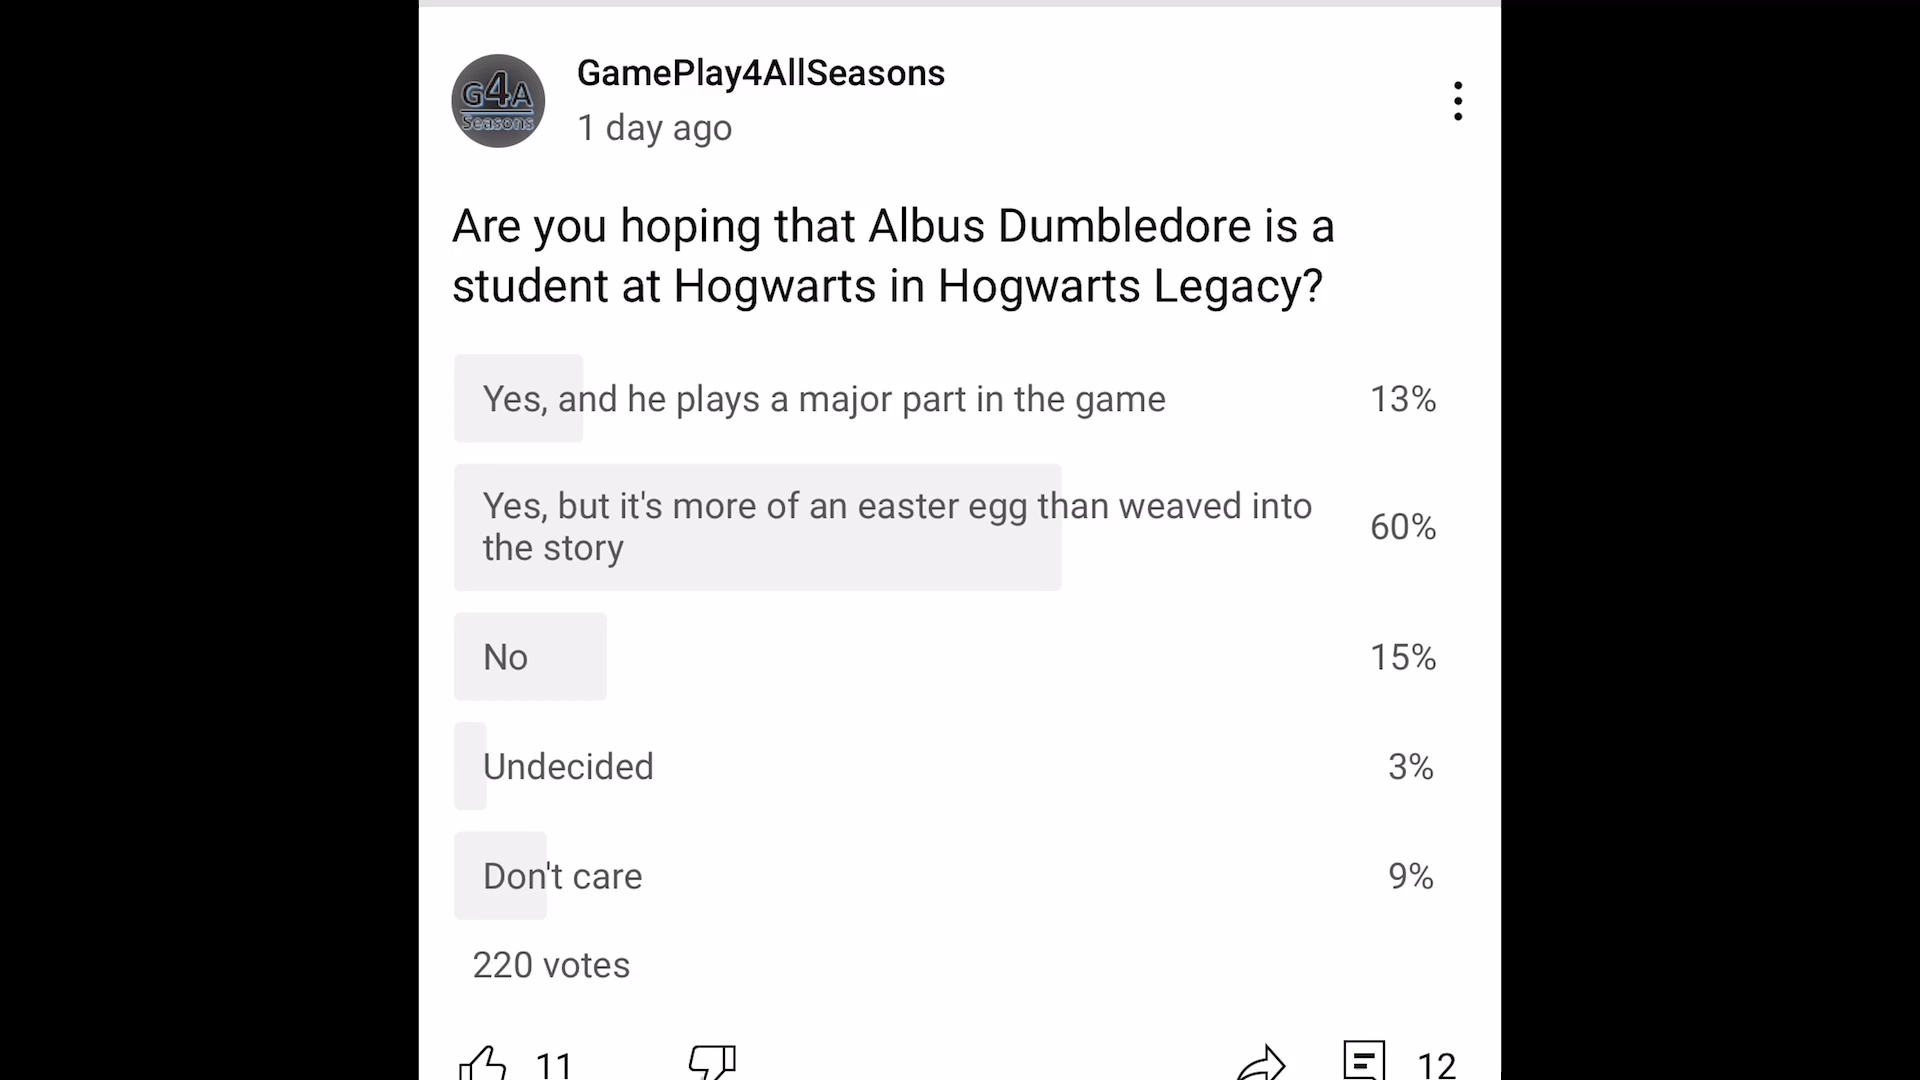 G4A
Seasons
GamePlay4AllSeasons
1 day ago
Are you hoping that Albus Dumbledore is a
student at Hogwarts in Hogwarts Legacy?
Yes, and he plays a major part in the game
13%
Yes, but it's more of an easter egg than weaved into
the story
60%
No
15%
Undecided
3%
Don't care
9%
220 votes
11
12